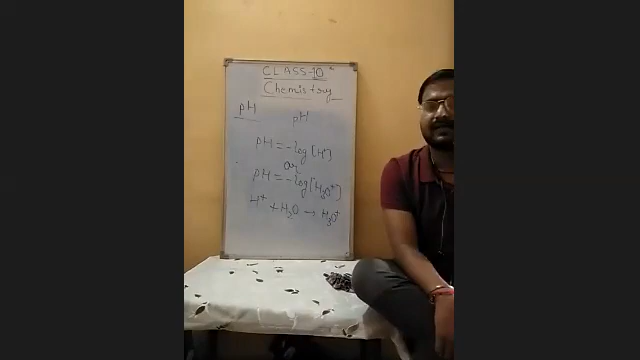 CLASS-10
Chemistry
pH
pH
pH = -log [H⁺]
or
pH = -log [H₃O⁺]
H⁺ + H₂O → H₃O⁺